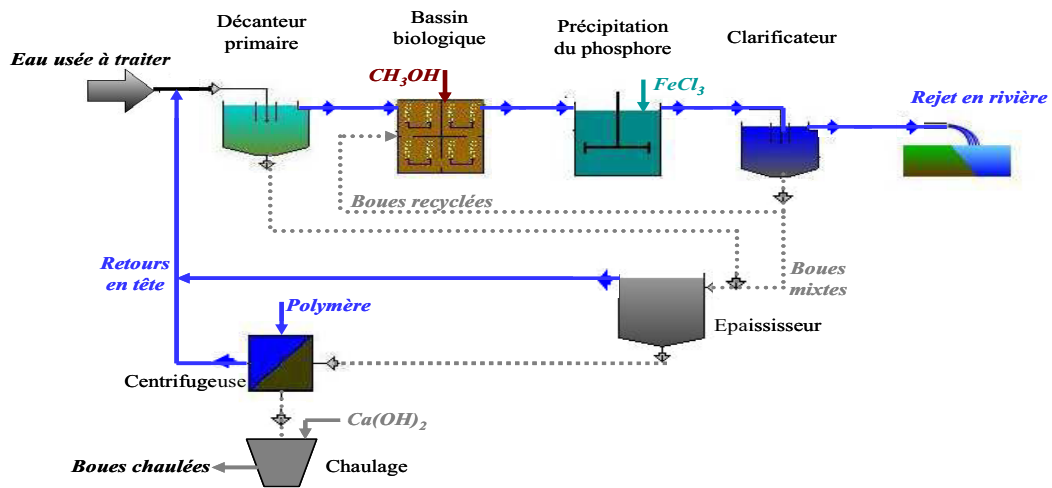 Décanteur
primaire
Bassin
biologique
Précipitation
du phosphore
Clarificateur
Eau usée à traiter
CH3OH
FeCl3
Rejet en rivière
Boues recyclées
Retours
en tête
Boues
mixtes
Polymère
Epaississeur
Centrifugeuse
Ca(OH)2
Boues chaulées
Chaulage